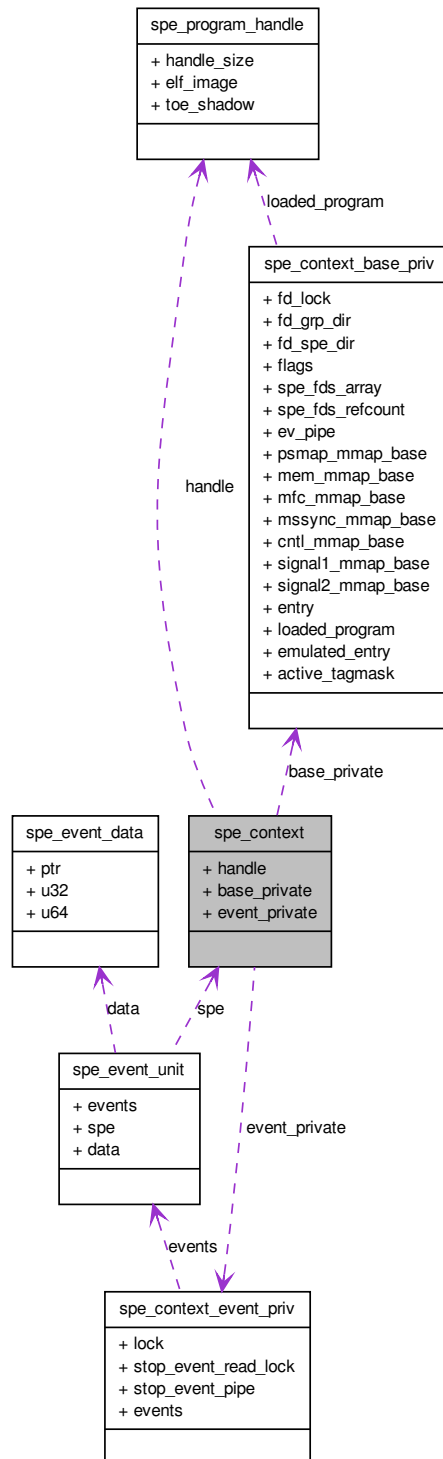 spe_program_handle
+ handle_size
+ elf_image
+ toe_shadow
loaded_program
spe_context_base_priv
+ fd_lock
+ fd_grp_dir
+ fd_spe_dir
+ flags
+ spe_fds_array
+ spe_fds_refcount
+ ev_pipe
+ psmap_mmap_base
+ mem_mmap_base
+ mfc_mmap_base
+ mssync_mmap_base
+ cntl_mmap_base
+ signal1_mmap_base
+ signal2_mmap_base
+ entry
+ loaded_program
+ emulated_entry
+ active_tagmask
handle
base_private
spe_event_data
+ ptr
+ u32
+ u64
spe_context
+ handle
+ base_private
+ event_private
data
spe
spe_event_unit
+ events
+ spe
+ data
event_private
events
spe_context_event_priv
+ lock
+ stop_event_read_lock
+ stop_event_pipe
+ events